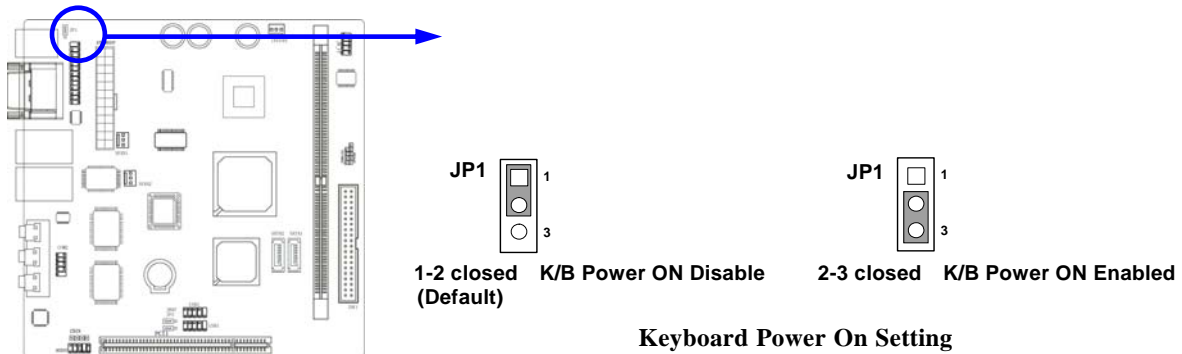 JP1
1
3
1-2 closed K/B Power ON Disable
(Default)
JP1
1
3
2-3 closed K/B Power ON Enabled
Keyboard Power On Setting